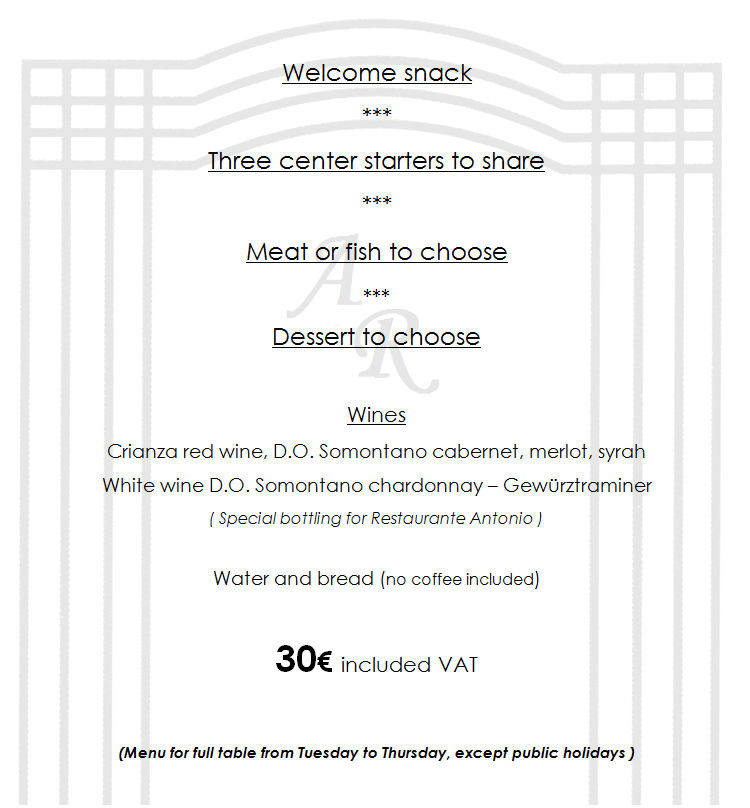 Welcome snack
***
Three center starters to share
***
Meat or fish to choose
***
AR
Dessert to choose
Wines
Crianza red wine, D.O. Somontano cabernet, merlot, syrah
White wine D.O. Somontano chardonnay – Gewürztraminer
( Special bottling for Restaurante Antonio )
Water and bread (no coffee included)
30€ included VAT
(Menu for full table from Tuesday to Thursday, except public holidays )